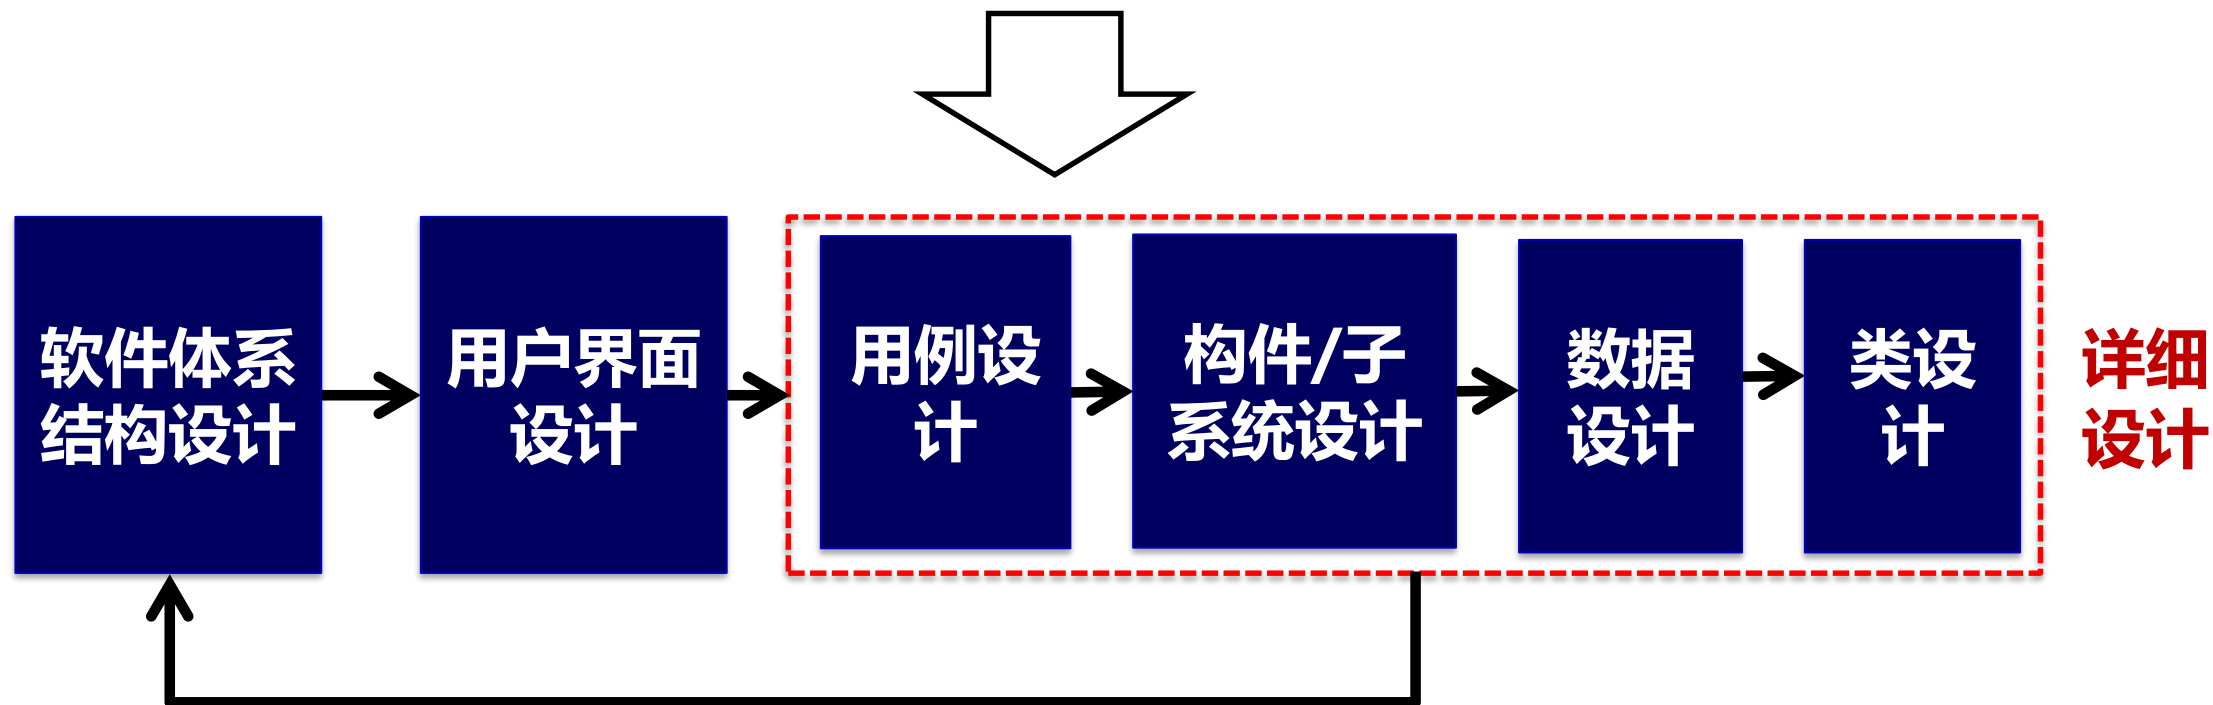 软件体系
结构设计
用户界面
设计
用例设
计
构件/子
系统设计
数据
设计
类设
计
详细
设计